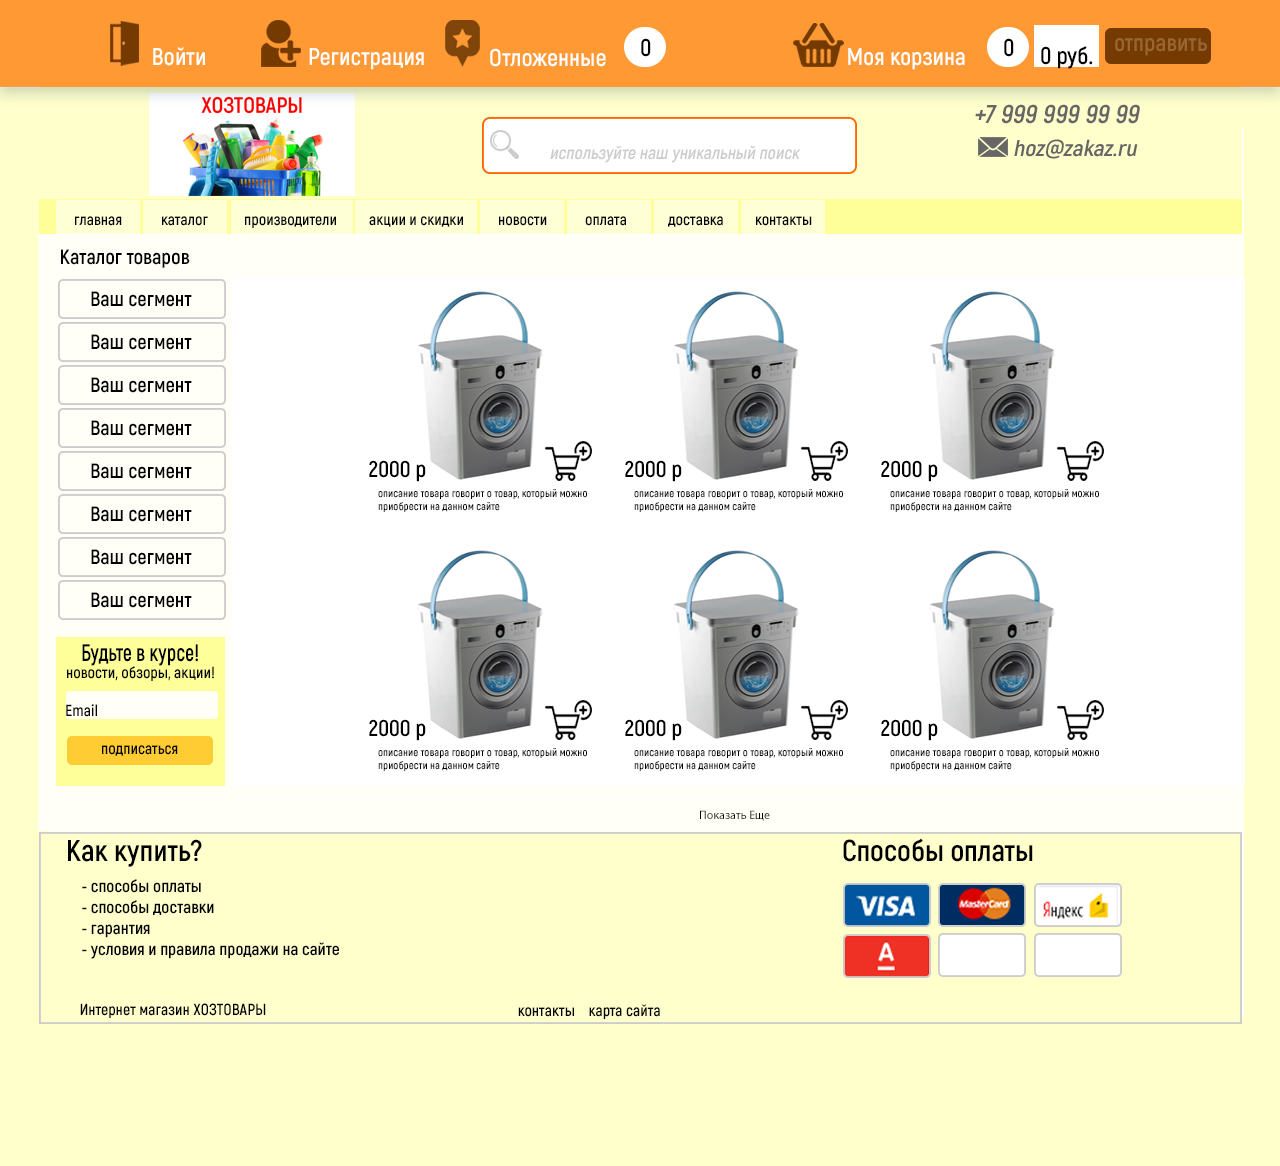 Войти
Регистрация
Отложенные
0
Моя корзина
0
0 руб.
отправить
ХОЗТОВАРЫ
используйте наш уникальный поиск
+7 999 999 99 99
hoz@zakaz.ru
главная
каталог
производители
акции и скидки
новости
оплата
доставка
контакты
Каталог товаров
Ваш сегмент
Ваш сегмент
Ваш сегмент
Ваш сегмент
Ваш сегмент
Ваш сегмент
Ваш сегмент
Ваш сегмент
Будьте в курсе!
новости, обзоры, акции!
Email
подписаться
2000 р
описание товара говорит о товар, который можно
приобрести на данном сайте
2000 р
описание товара говорит о товар, который можно
приобрести на данном сайте
2000 р
описание товара говорит о товар, который можно
приобрести на данном сайте
2000 р
описание товара говорит о товар, который можно
приобрести на данном сайте
2000 р
описание товара говорит о товар, который можно
приобрести на данном сайте
2000 р
описание товара говорит о товар, который можно
приобрести на данном сайте
Показать Еще
Как купить?
- способы оплаты
- способы доставки
- гарантия
- условия и правила продажи на сайте
Способы оплаты
VISA
MasterCard
Яндекс
А
Интернет магазин ХОЗТОВАРЫ
контакты
карта сайта